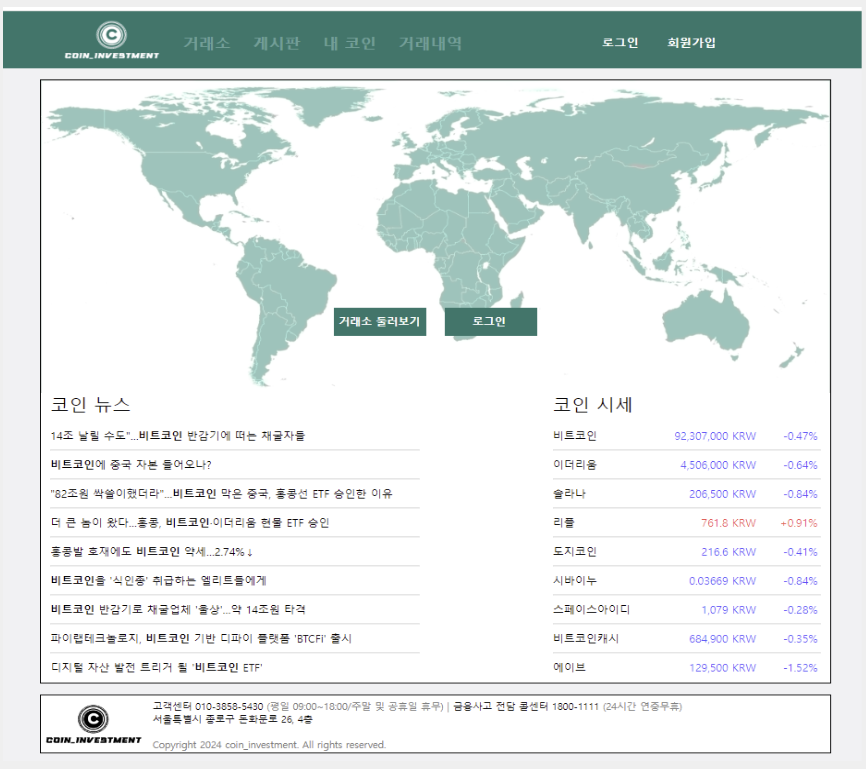 COIN_INVESTMENT
거래소 게시판 내 코인 거래내역 로그인 회원가입
거래소 둘러보기 로그인
코인 뉴스
14조 날릴 수도"...비트코인 반감기에 떠는 채굴자들
비트코인에 중국 자본 들어오나?
"82조원 싹쓸이했더라"...비트코인 막은 중국, 홍콩선 ETF 승인한 이유
더 큰 놈이 왔다...홍콩, 비트코인·이더리움 현물 ETF 승인
홍콩발 호재에도 비트코인 약세...2.74%↓
비트코인을 '식인종' 취급하는 엘리트들에게
비트코인 반감기로 채굴업체 '울상'...약 14조원 타격
파이랩테크놀로지, 비트코인 기반 디파이 플랫폼 'BTCFi' 출시
디지털 자산 발전 트리거 될 '비트코인 ETF'
코인 시세
비트코인 92,307,000 KRW -0.47%
이더리움 4,506,000 KRW -0.64%
솔라나 206,500 KRW -0.84%
리플 761.8 KRW +0.91%
도지코인 216.6 KRW -0.41%
시바이누 0.03669 KRW -0.84%
스페이스아이디 1,079 KRW -0.28%
비트코인캐시 684,900 KRW -0.35%
에이브 129,500 KRW -1.52%
COIN_INVESTMENT
고객센터 010-3858-5430 (평일 09:00~18:00/주말 및 공휴일 휴무) | 금융사고 전담 콜센터 1800-1111 (24시간 연중무휴)
서울특별시 종로구 돈화문로 26, 4층
Copyright 2024 coin_investment. All rights reserved.